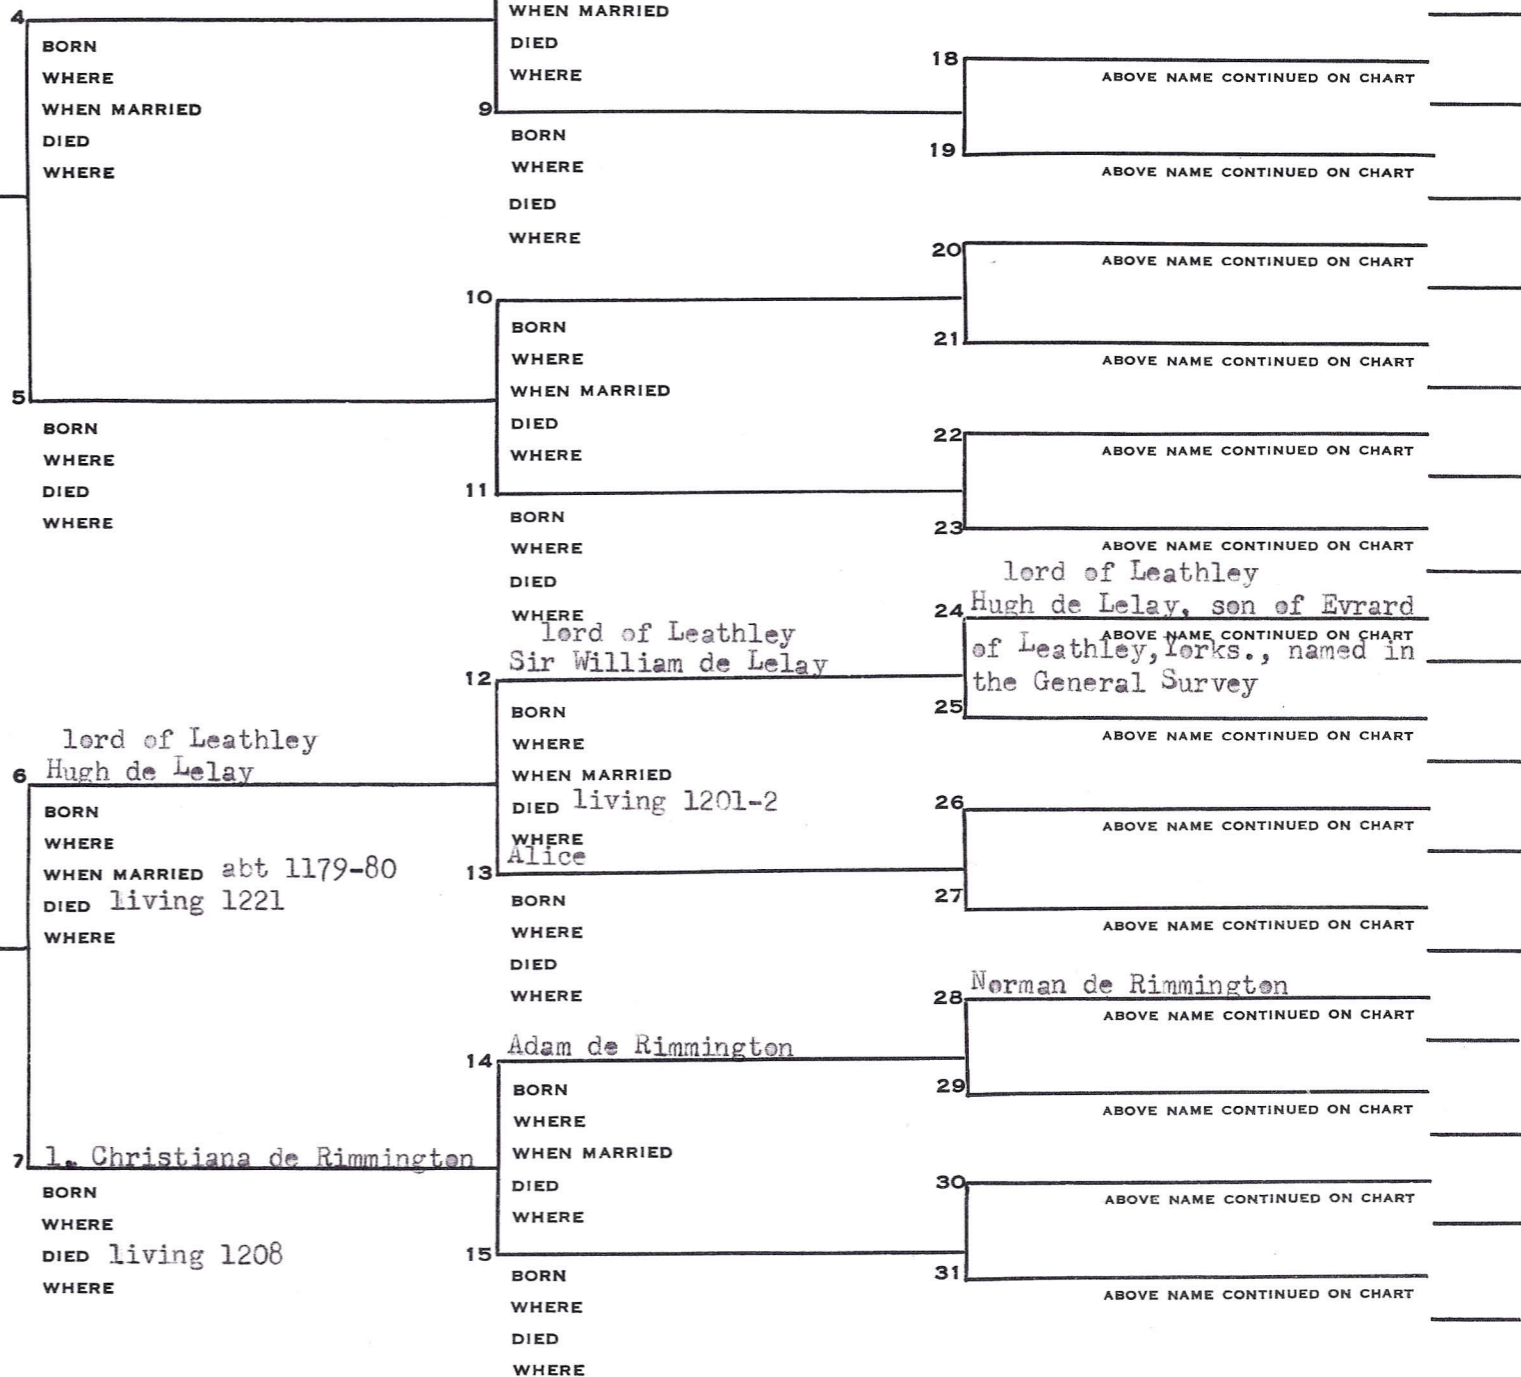 4
BORN
WHERE
WHEN MARRIED
DIED
WHERE
5
BORN
WHERE
DIED
WHERE
lord of Leathley
6 Hugh de Lelay
BORN
WHERE
WHEN MARRIED abt 1179-80
DIED living 1221
WHERE
7 1. Christiana de Rimmington
BORN
WHERE
DIED living 1208
WHERE
WHEN MARRIED
DIED
WHERE
9
BORN
WHERE
DIED
WHERE
10
BORN
WHERE
WHEN MARRIED
DIED
WHERE
11
BORN
WHERE
DIED
WHERE
lord of Leathley
12 Sir William de Lelay
BORN
WHERE
WHEN MARRIED
DIED living 1201-2
WHERE
13 Alice
BORN
WHERE
DIED
WHERE
14 Adam de Rimmington
BORN
WHERE
WHEN MARRIED
DIED
WHERE
15
BORN
WHERE
DIED
WHERE
18
ABOVE NAME CONTINUED ON CHART
19
ABOVE NAME CONTINUED ON CHART
20
ABOVE NAME CONTINUED ON CHART
21
ABOVE NAME CONTINUED ON CHART
22
ABOVE NAME CONTINUED ON CHART
23
ABOVE NAME CONTINUED ON CHART
lord of Leathley
24 Hugh de Lelay, son of Evrard
ABOVE NAME CONTINUED ON CHART
of Leathley, Yorks., named in
the General Survey
25
ABOVE NAME CONTINUED ON CHART
26
ABOVE NAME CONTINUED ON CHART
27
ABOVE NAME CONTINUED ON CHART
28 Norman de Rimmington
ABOVE NAME CONTINUED ON CHART
29
ABOVE NAME CONTINUED ON CHART
30
ABOVE NAME CONTINUED ON CHART
31
ABOVE NAME CONTINUED ON CHART